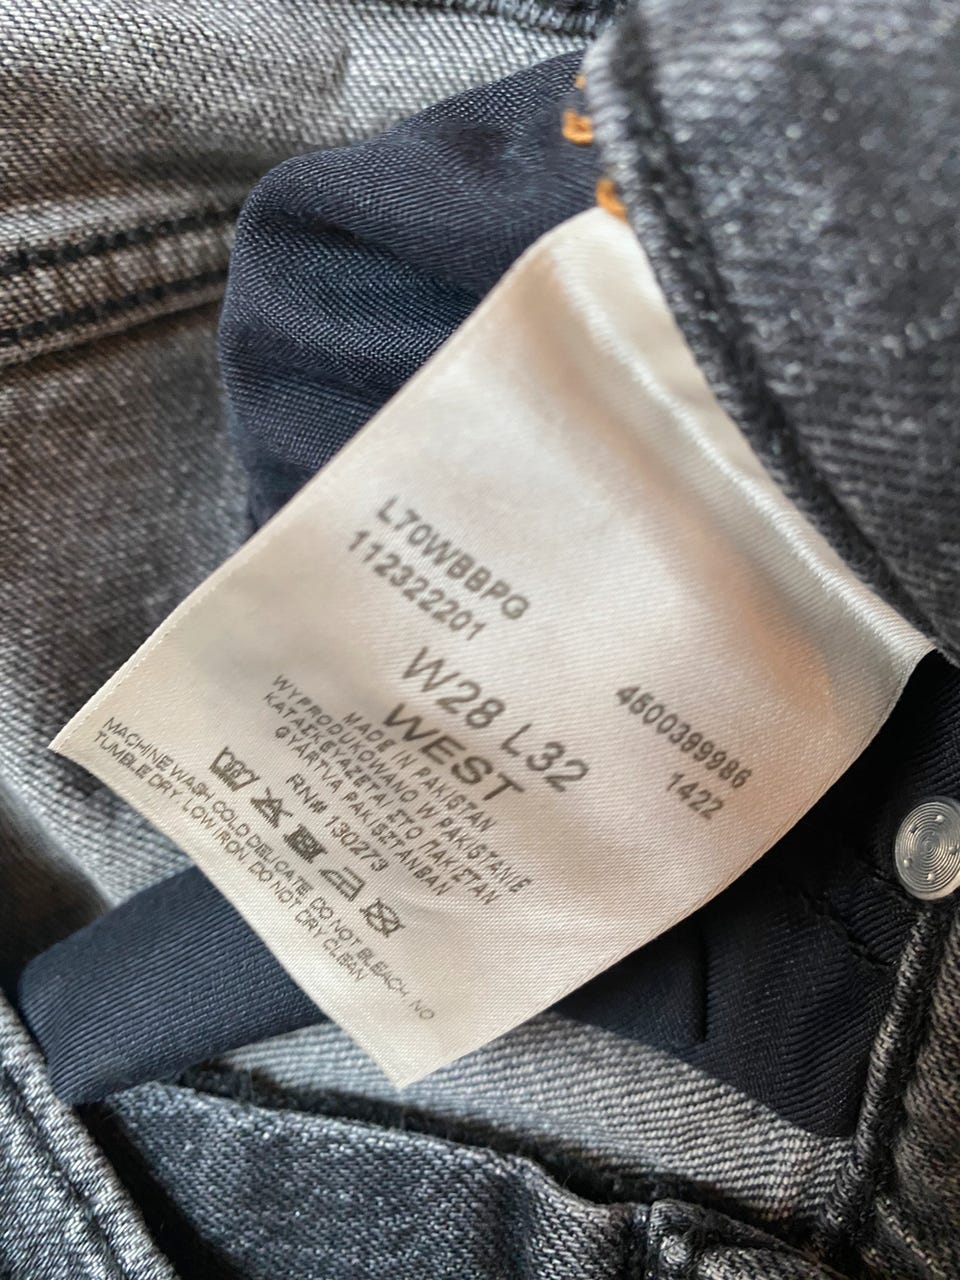 L70WBBPG
112322201
W28 L32
WEST
460039986
1422
MADE IN PAKISTAN
WYPRODUKOWANO W PAKISTANIE
ΚΑΤΑΣΚΕΥΑΖΕΤΑΙ ΣΤΟ ΠΑΚΙΣΤΑΝ
GYÁRTVA PAKISZTÁNBAN
RN# 130273
MACHINE WASH COLD DELICATE, DO NOT BLEACH, NO
TUMBLE DRY, LOW IRON, DO NOT DRY CLEAN